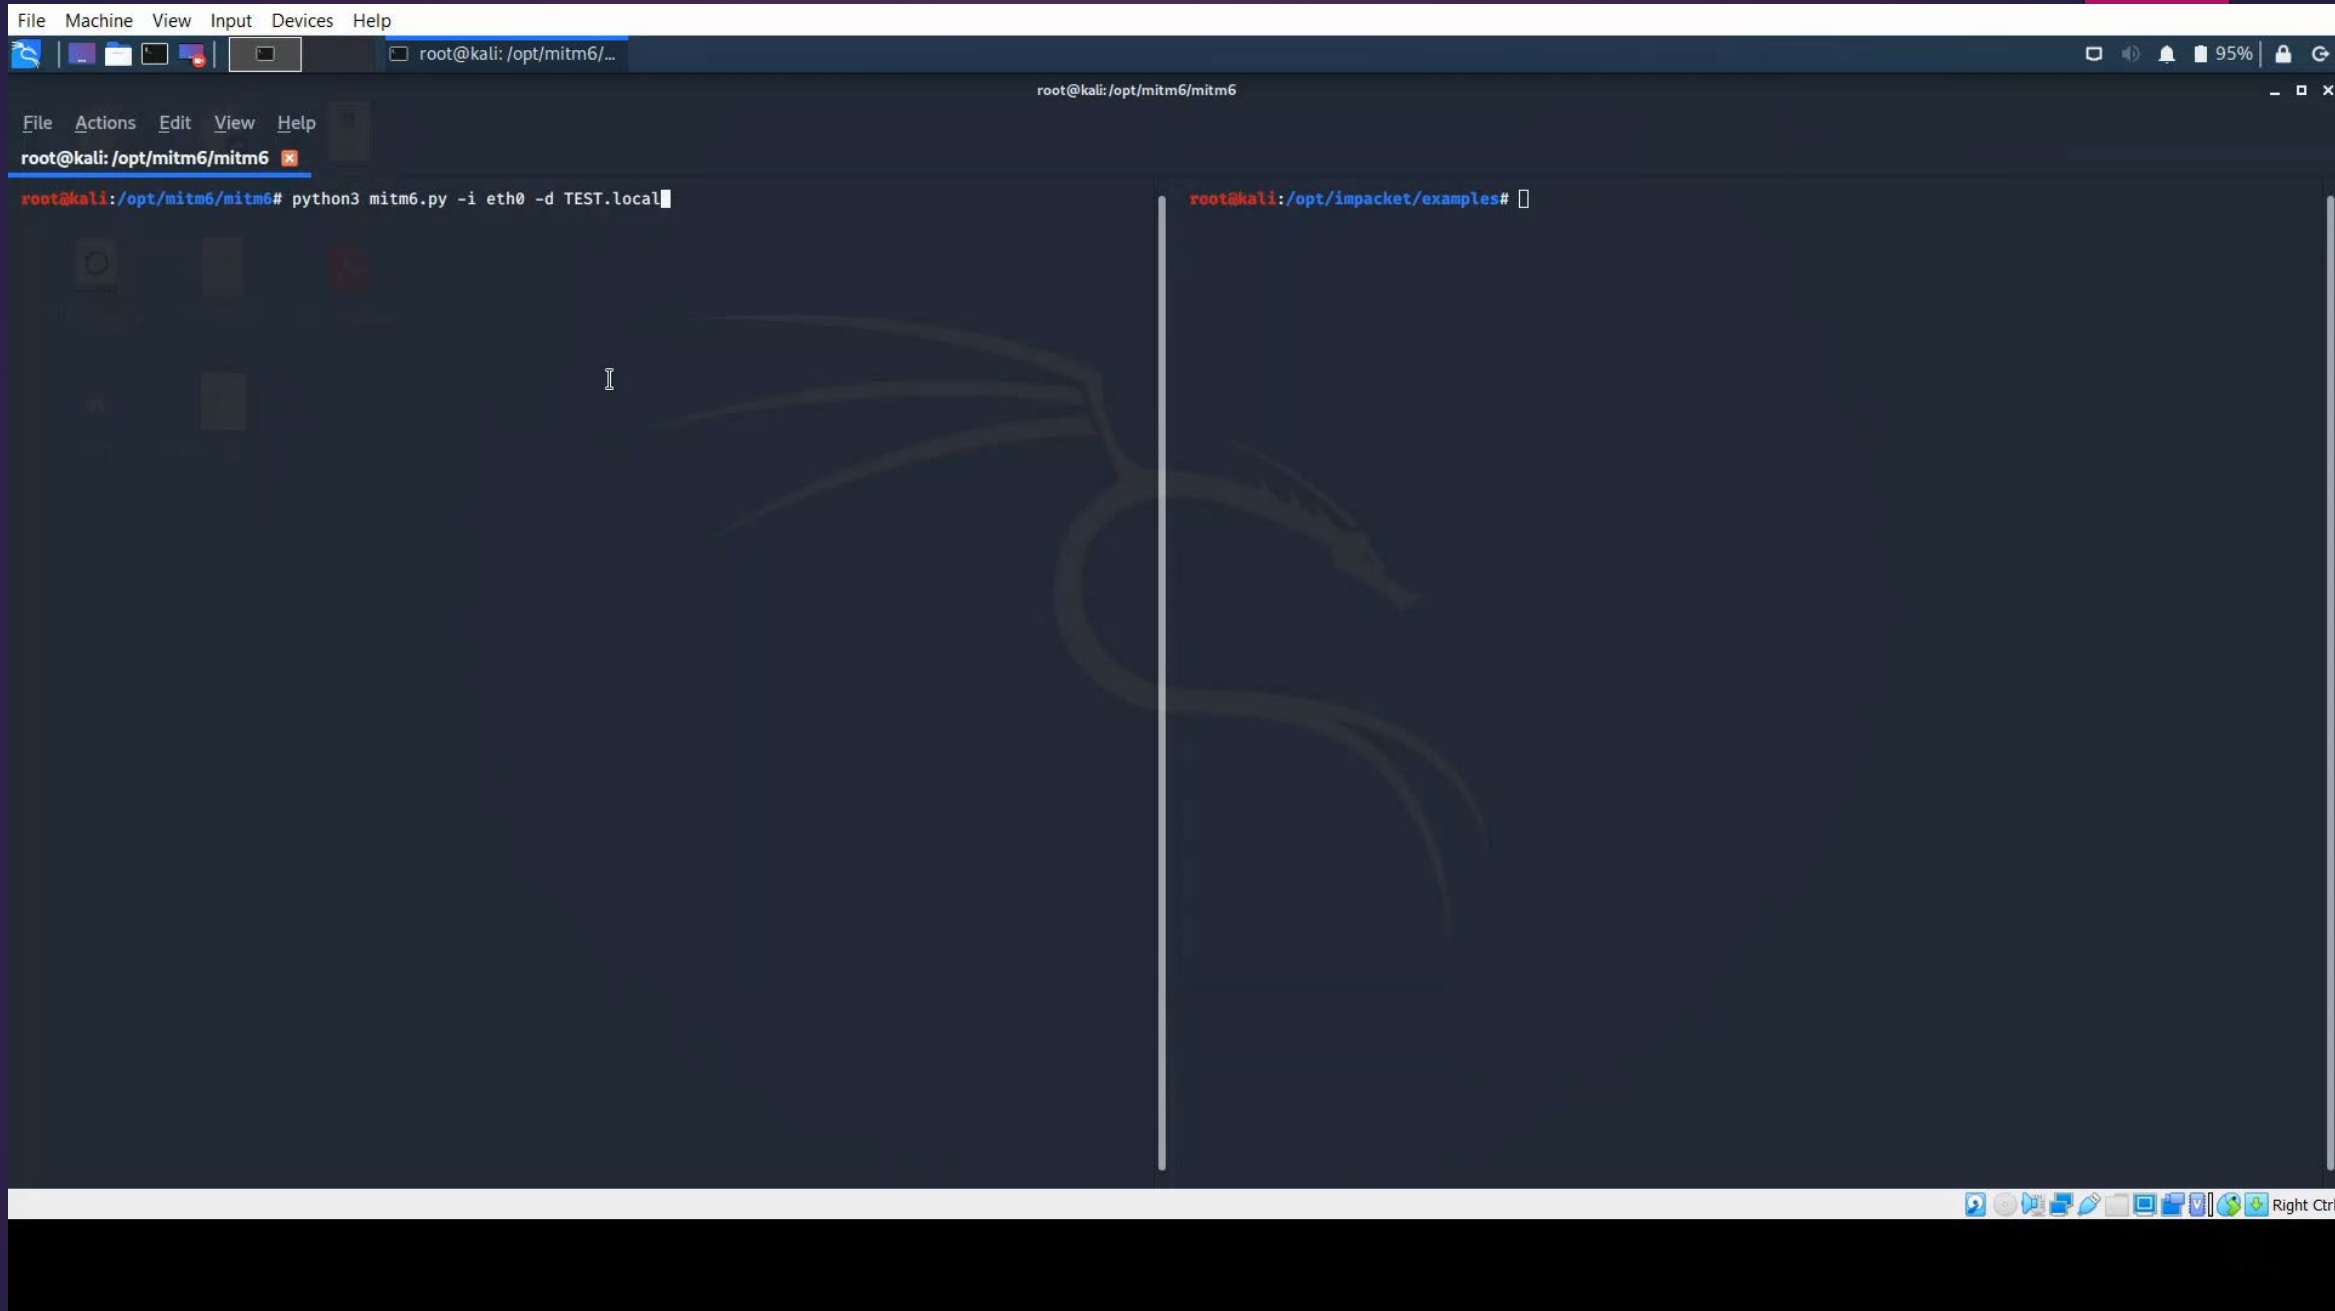 File Machine View Input Devices Help
root@kali: /opt/mitm6/...
95%
root@kali:/opt/mitm6/mitm6
File Actions Edit View Help
root@kali: /opt/mitm6/mitm6
root@kali:/opt/mitm6/mitm6# python3 mitm6.py -i eth0 -d TEST.local
root@kali:/opt/impacket/examples#
Right Ctrl